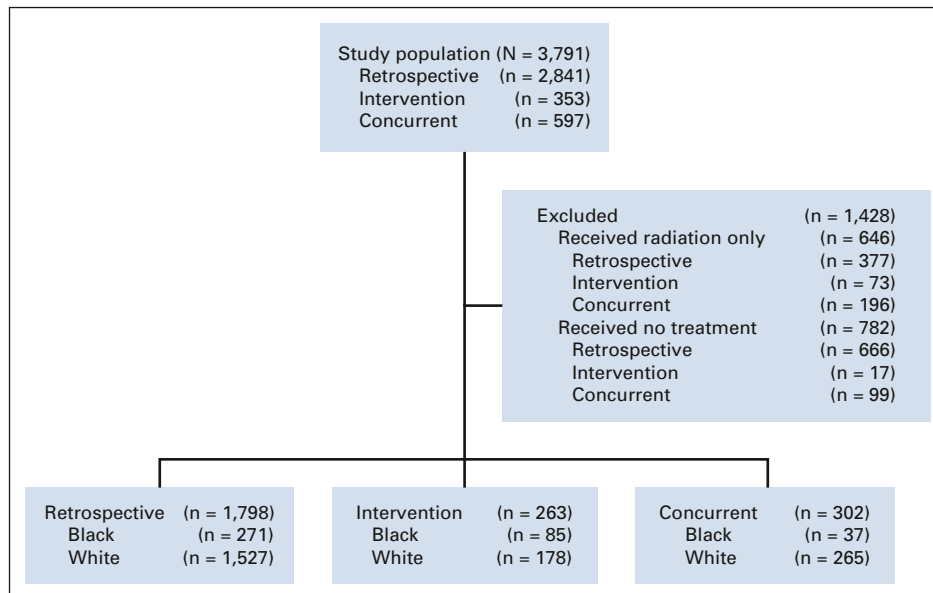 Study population (N = 3,791)
Retrospective (n = 2,841)
Intervention (n = 353)
Concurrent (n = 597)
Excluded (n = 1,428)
Received radiation only (n = 646)
Retrospective (n = 377)
Intervention (n = 73)
Concurrent (n = 196)
Received no treatment (n = 782)
Retrospective (n = 666)
Intervention (n = 17)
Concurrent (n = 99)
Retrospective (n = 1,798)
Black (n = 271)
White (n = 1,527)
Intervention (n = 263)
Black (n = 85)
White (n = 178)
Concurrent (n = 302)
Black (n = 37)
White (n = 265)